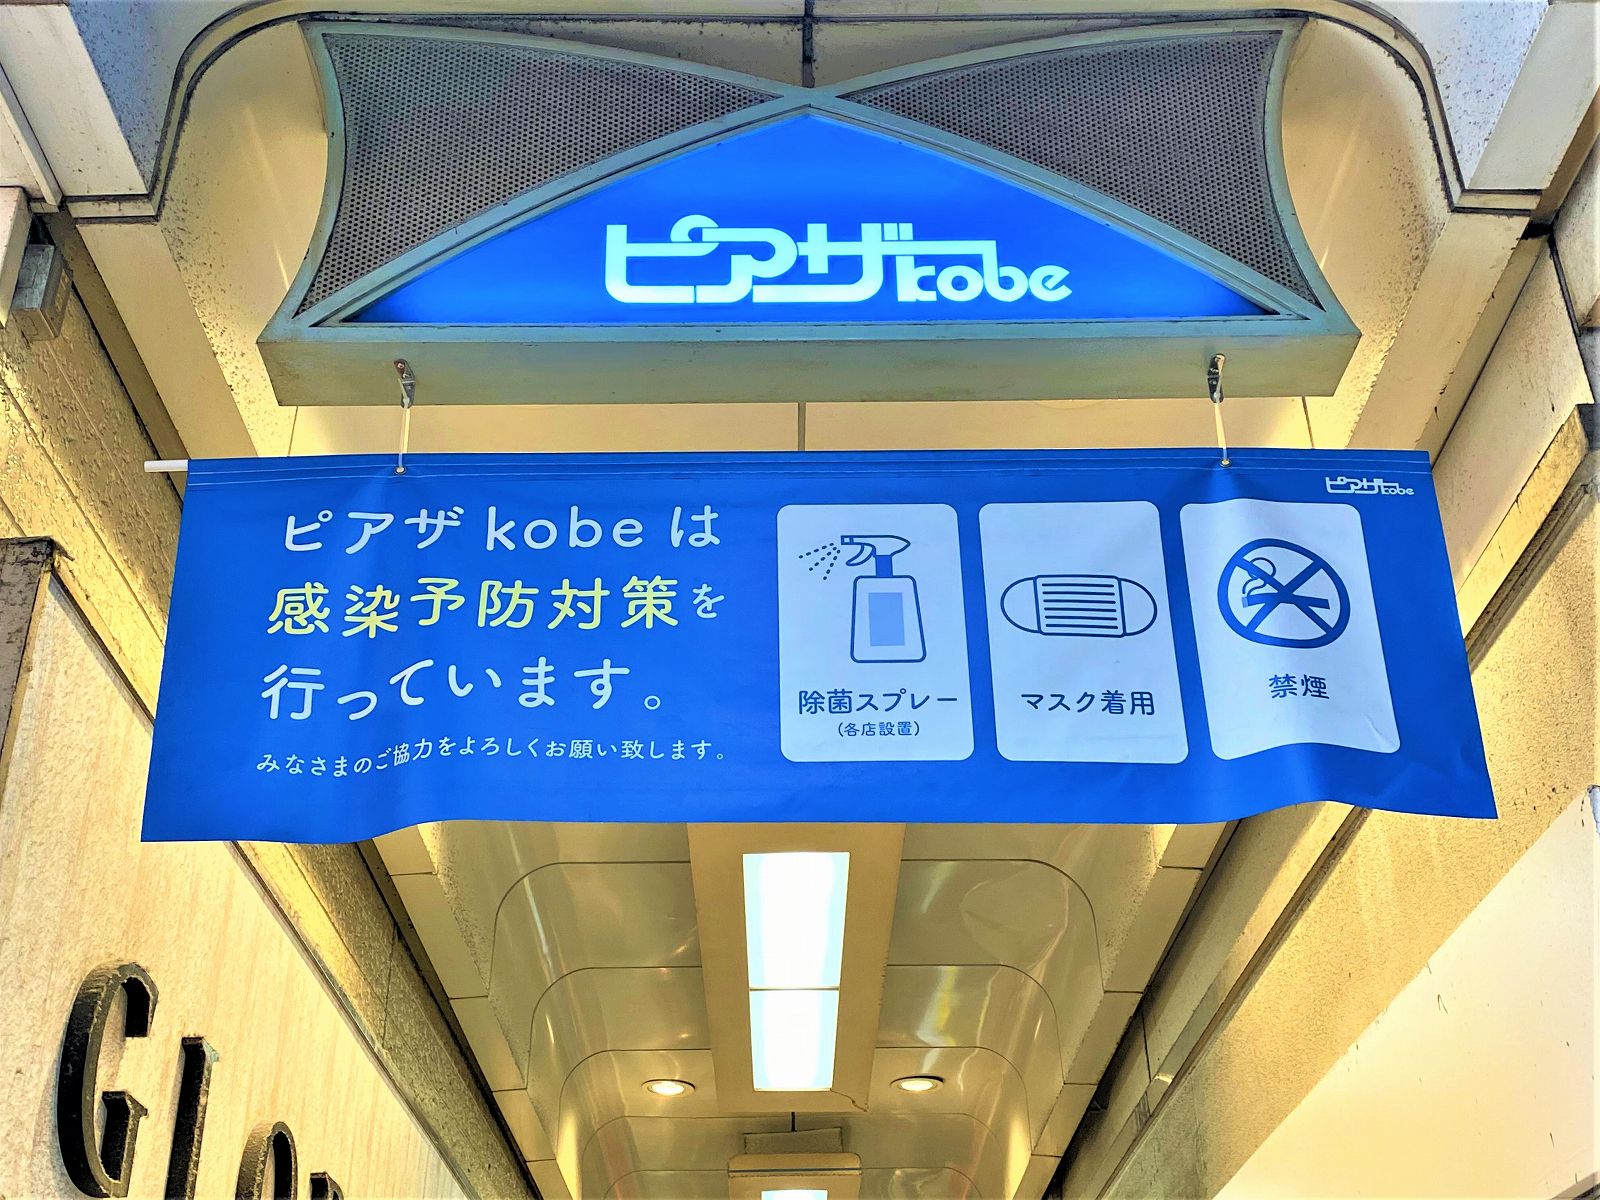 ピアザkobe
ピアザkobe
ピアザ kobe は
感染予防対策を
行っています。
みなさまのご協力をよろしくお願い致します。
除菌スプレー
(各店設置)
マスク着用
禁煙